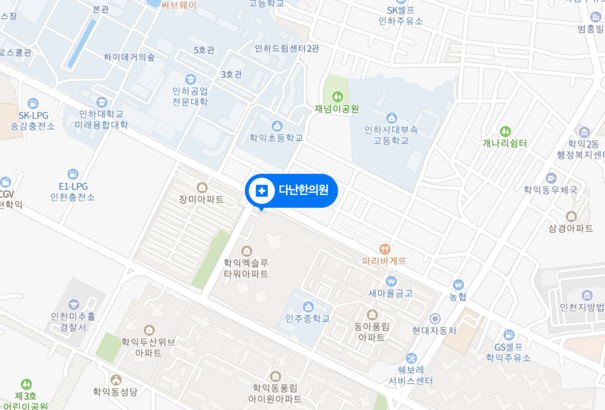 써브웨이
고등학교
SK셀프
인하주유소
범홍빌
본관
로스쿨관
하이데거의숲
5호관
인하드림센터2관
3호관
인하공업
전문대학
재넘이공원
SK-LPG
송감충전소
인하대학교
미래융합대학
학익초등학교
인하사대부속
고등학교
개나리쉼터
학익2동
행정복지센터
CGV
천학익
E1-LPG
인천충전소
장미아파트
다난한의원
학익동우체국
삼경아파트
학익엑슬루
타워아파트
파리바게뜨
새마을금고
농협
인천지방법
인천미추홀
경찰서
인주중학교
동아풍림
아파트
현대자동차
학익두산위브
아파트
GS셀프
학익주유소
쉐보레
서비스센터
제3호
어린이공원
학익동성당
학익동풍림
아이원아파트